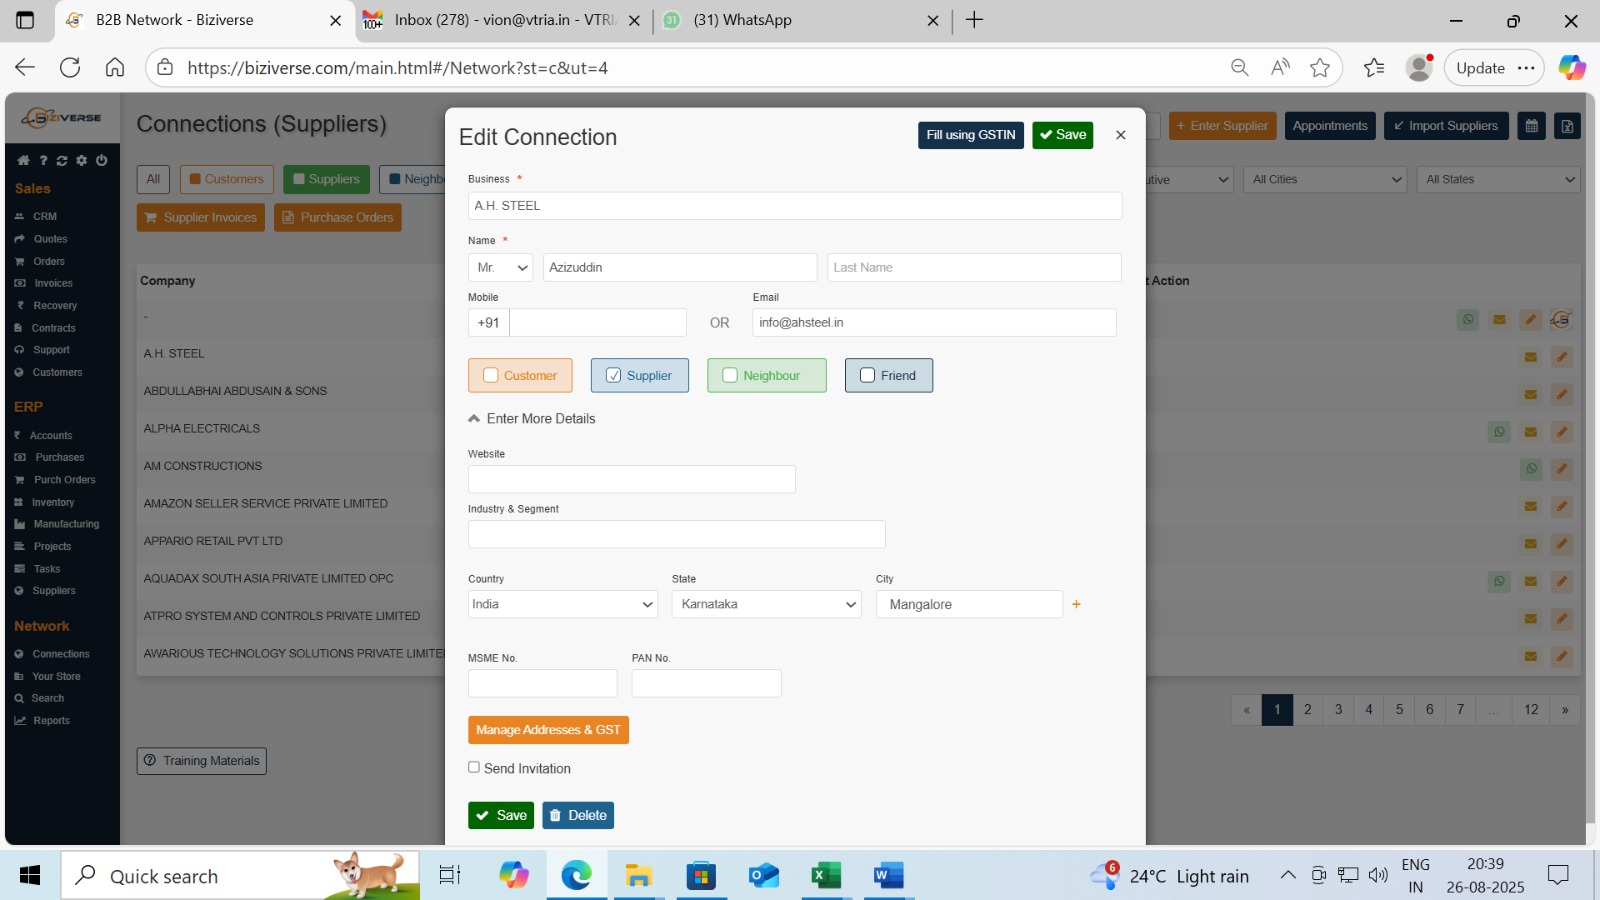 B2B Network - Biziverse
Inbox (278) - vion@vtria.in - VTRI
(31) WhatsApp
https://biziverse.com/main.html#/Network?st=c&ut=4
Update
BIZIVERSE
Connections (Suppliers)
+ Enter Supplier
Appointments
Import Suppliers
All
Customers
Suppliers
Neighb
utive
All Cities
All States
Supplier Invoices
Purchase Orders
Sales
CRM
Quotes
Orders
Invoices
Recovery
Contracts
Support
Customers
ERP
Accounts
Purchases
Purch Orders
Inventory
Manufacturing
Projects
Tasks
Suppliers
Network
Connections
Your Store
Search
Reports
Company
t Action
-
A.H. STEEL
ABDULLABHAI ABDUSAIN & SONS
ALPHA ELECTRICALS
AM CONSTRUCTIONS
AMAZON SELLER SERVICE PRIVATE LIMITED
APPARIO RETAIL PVT LTD
AQUADAX SOUTH ASIA PRIVATE LIMITED OPC
ATPRO SYSTEM AND CONTROLS PRIVATE LIMITED
AWARIOUS TECHNOLOGY SOLUTIONS PRIVATE LIMITE
« 1 2 3 4 5 6 7 ... 12 »
Training Materials
Edit Connection
Fill using GSTIN
Save
×
Business *
A.H. STEEL
Name *
Mr.
Azizuddin
Last Name
Mobile
Email
+91
OR
info@ahsteel.in
Customer
Supplier
Neighbour
Friend
Enter More Details
Website
Industry & Segment
Country
State
City
India
Karnataka
Mangalore
+
MSME No.
PAN No.
Manage Addresses & GST
Send Invitation
Save
Delete
Quick search
6
24°C Light rain
ENG
IN
20:39
26-08-2025